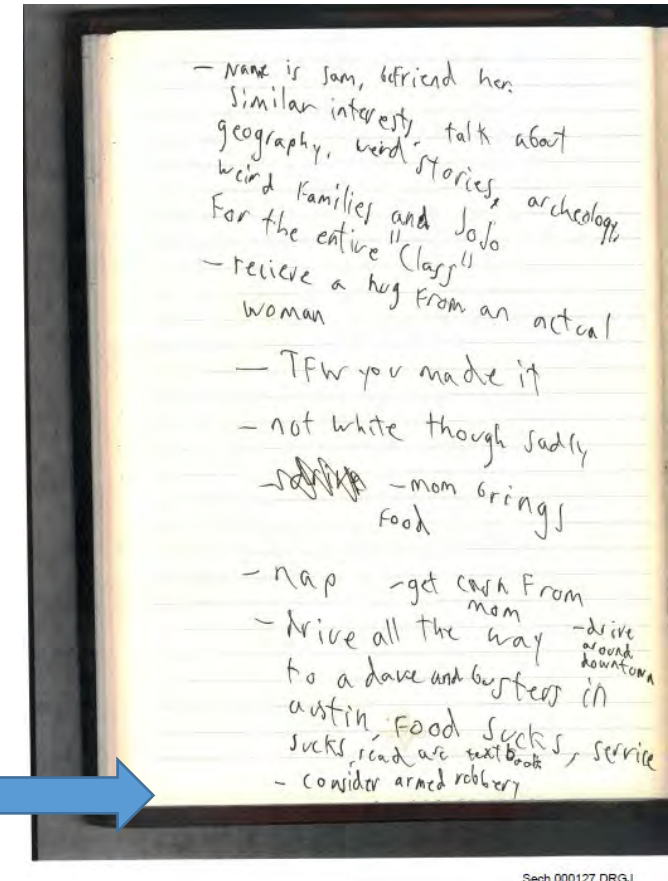 - Name is Sam, befriend her.
Similar interests, talk about
geography, weird stories, archeology,
weird families and JoJo
For the entire "Class"
- recieve a hug from an actual
woman
- TFW you made it
- not white though sadly
- mom brings
Food
- nap - get cash From
mom
- drive all the way - drive
around
downtown
to a dave and busters in
austin, Food sucks, service
sucks, read arc textbook
- consider armed robbery
Sech 000127 DRGJ